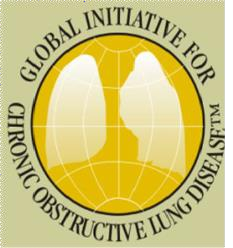 GLOBAL INITIATIVE FOR
CHRONIC OBSTRUCTIVE LUNG DISEASE™